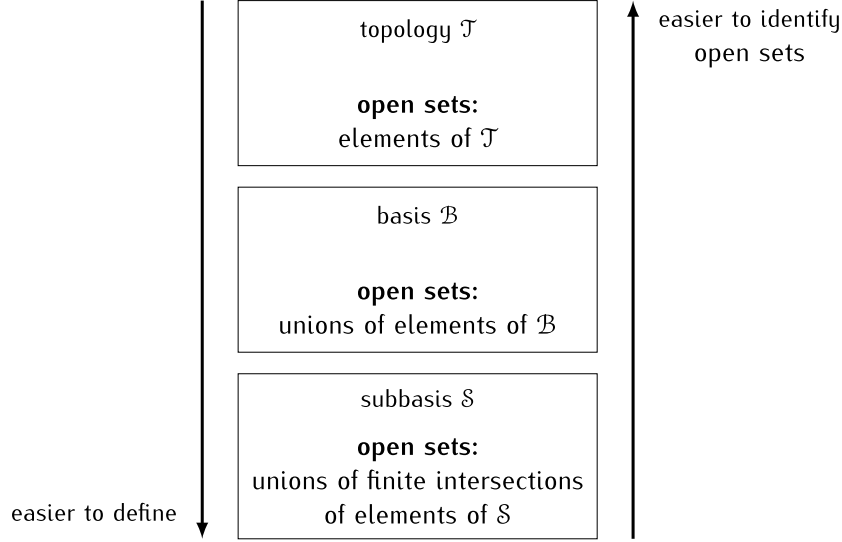 topology 𝒯
open sets:
elements of 𝒯
easier to identify
open sets
basis ℬ
open sets:
unions of elements of ℬ
subbasis 𝒮
open sets:
unions of finite intersections
of elements of 𝒮
easier to define